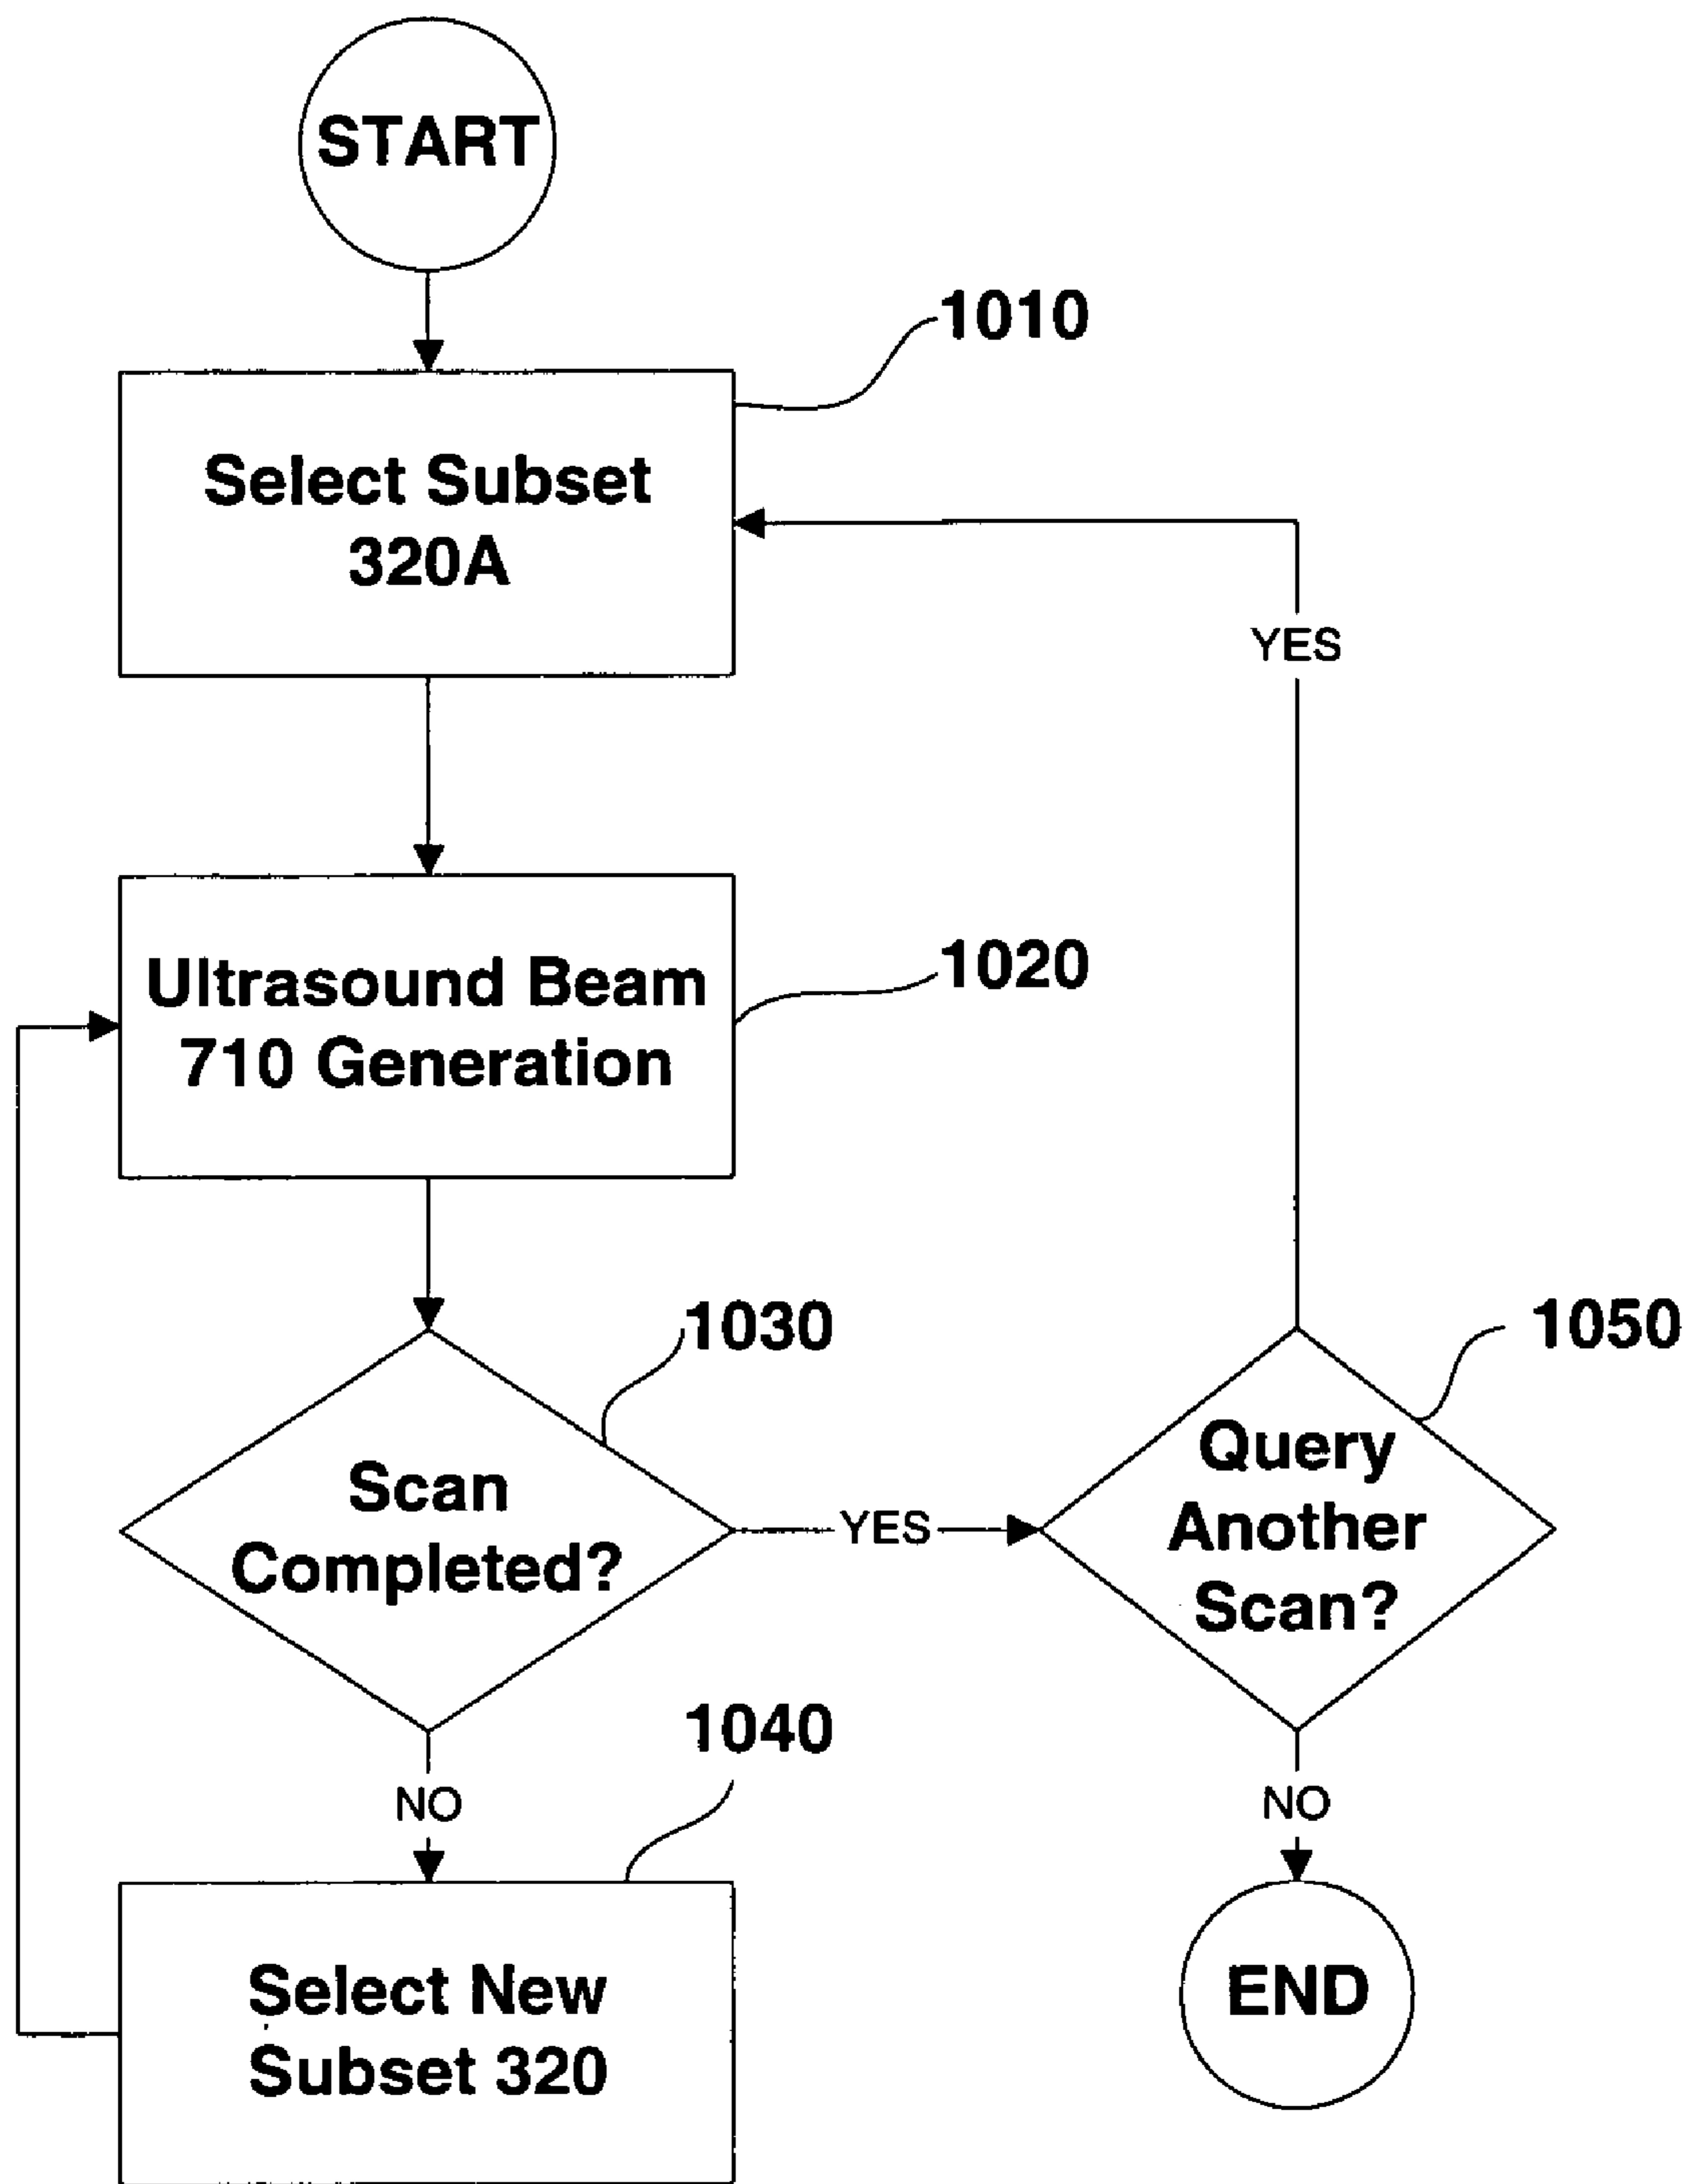 START
1010
Select Subset
320A
YES
1020
Ultrasound Beam
710 Generation
1030
1050
Scan
Completed?
YES
Query
Another
Scan?
1040
NO
NO
Select New
Subset 320
END